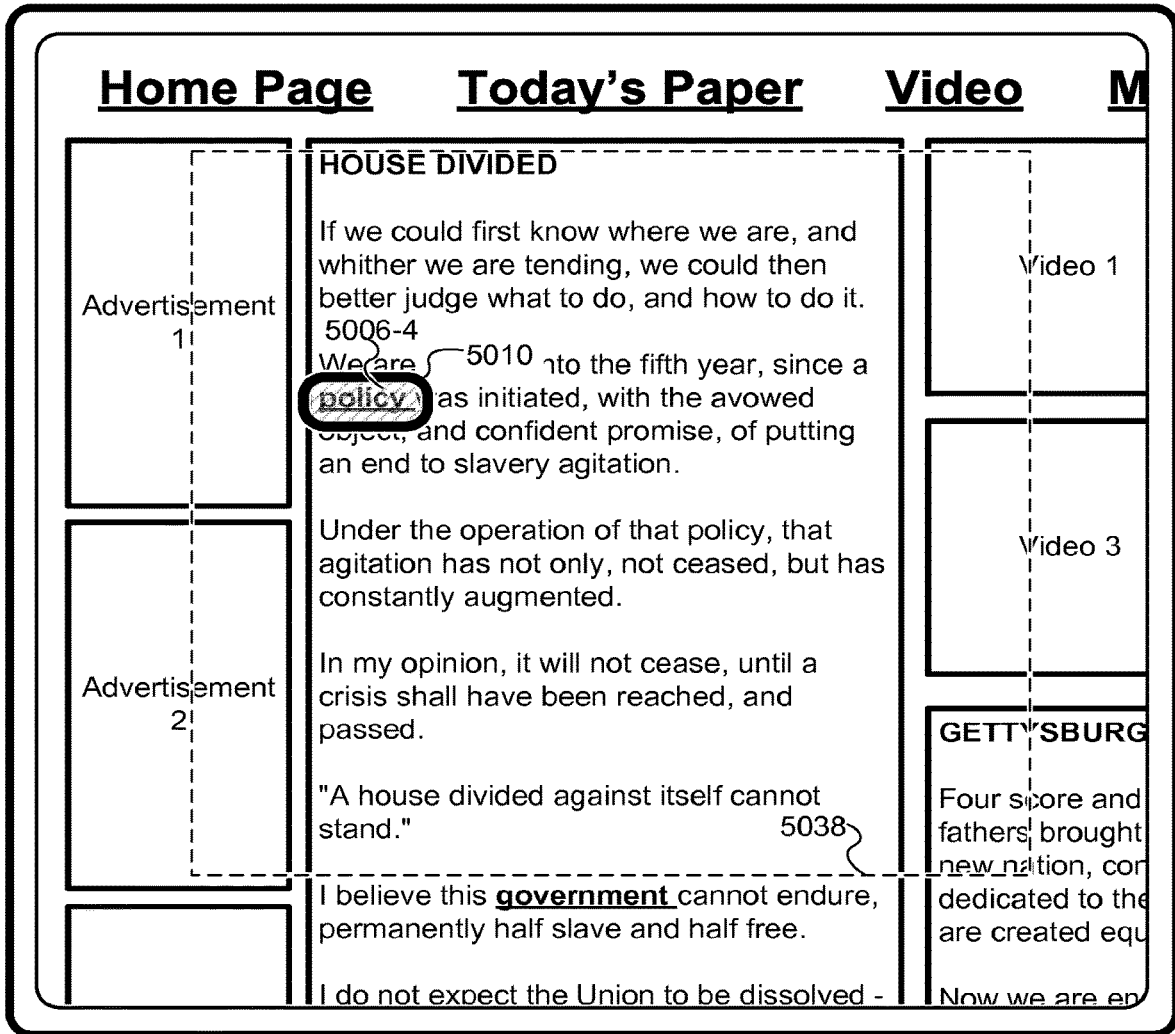 Home Page Today's Paper Video M
Advertisement
1
Advertisement
2
HOUSE DIVIDED
If we could first know where we are, and
whither we are tending, we could then
better judge what to do, and how to do it.
5006-4
5010
We are nto the fifth year, since a
policy was initiated, with the avowed
object, and confident promise, of putting
an end to slavery agitation.
Under the operation of that policy, that
agitation has not only, not ceased, but has
constantly augmented.
In my opinion, it will not cease, until a
crisis shall have been reached, and
passed.
"A house divided against itself cannot
stand."
5038
I believe this government cannot endure,
permanently half slave and half free.
I do not expect the Union to be dissolved -
Video 1
Video 3
GETTYSBURG
Four score and
fathers brought
new nation, con
dedicated to the
are created equ
Now we are en